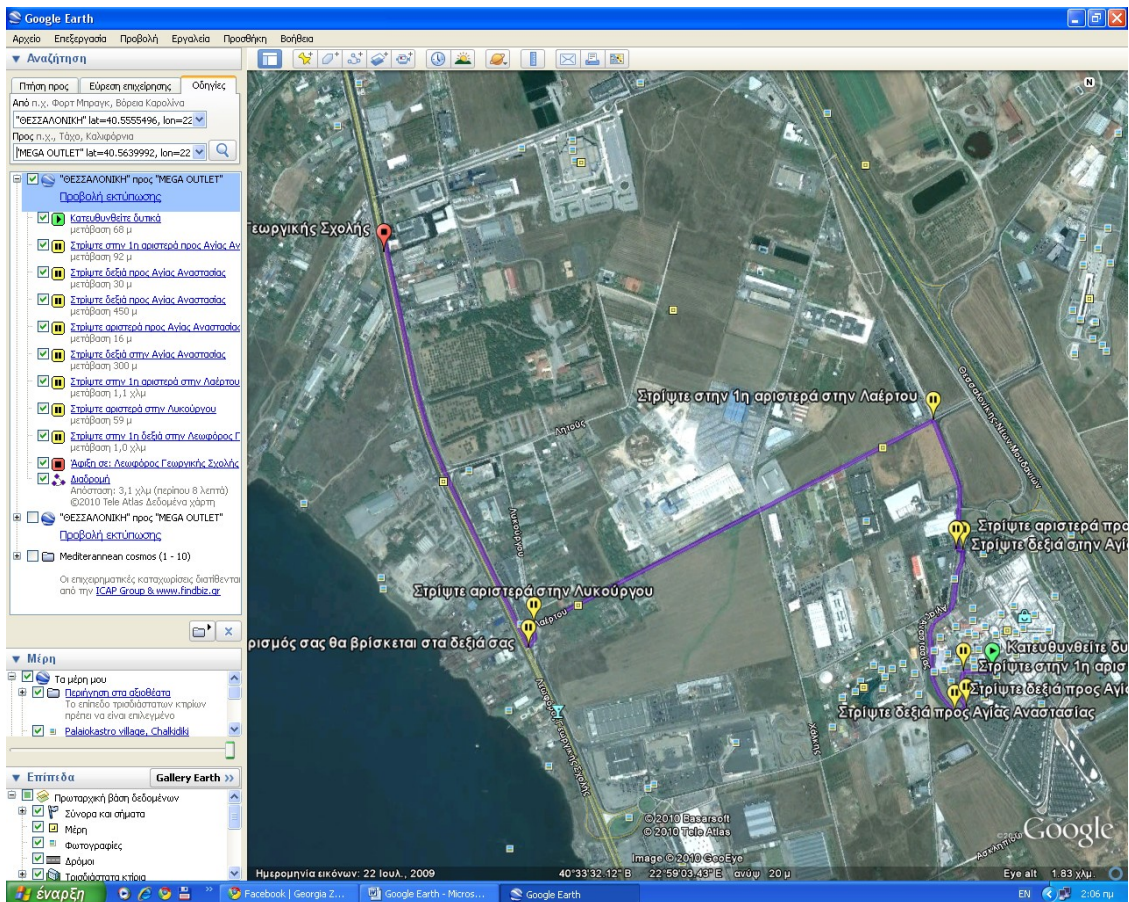 Google Earth
Αρχείο Επεξεργασία Προβολή Εργαλεία Προσθήκη Βοήθεια
Αναζήτηση
Πτήση προς Εύρεση επιχείρησης Οδηγίες
Από π.χ. Φορτ Μπραγκ, Βόρεια Καρολίνα
"ΘΕΣΣΑΛΟΝΙΚΗ" lat=40.5555496, lon=22
Προς π.χ., Τάχο, Καλιφόρνια
"MEGA OUTLET" lat=40.5639992, lon=22
"ΘΕΣΣΑΛΟΝΙΚΗ" προς "MEGA OUTLET"
Προβολή εκτύπωσης
Κατευθυνθείτε δυτικά
μετάβαση 68 μ
Στρίψτε στην 1η αριστερά προς Αγίας Αν
μετάβαση 92 μ
Στρίψτε δεξιά προς Αγίας Αναστασίας
μετάβαση 30 μ
Στρίψτε δεξιά προς Αγίας Αναστασίας
μετάβαση 450 μ
Στρίψτε αριστερά προς Αγίας Αναστασίας
μετάβαση 16 μ
Στρίψτε δεξιά στην Αγίας Αναστασίας
μετάβαση 300 μ
Στρίψτε στην 1η αριστερά στην Λαέρτου
μετάβαση 1,1 χλμ
Στρίψτε αριστερά στην Λυκούργου
μετάβαση 59 μ
Στρίψτε στην 1η δεξιά στην Λεωφόρος Γ
μετάβαση 1,0 χλμ
Άφιξη σε: Λεωφόρος Γεωργικής Σχολής
Διαδρομή
Απόσταση: 3,1 χλμ (περίπου 8 λεπτά)
©2010 Tele Atlas Δεδομένα χάρτη
"ΘΕΣΣΑΛΟΝΙΚΗ" προς "MEGA OUTLET"
Προβολή εκτύπωσης
Mediterannean cosmos (1 - 10)
Οι επιχειρηματικές καταχωρίσεις διατίθενται
από την ICAP Group & www.findbiz.gr
Μέρη
Τα μέρη μου
Περιήγηση στα αξιοθέατα
Το επίπεδο τρισδιάστατων κτιρίων
πρέπει να είναι επιλεγμένο
Palaiokastro village, Chalkidiki
Επίπεδα
Gallery Earth »
Πρωταρχική βάση δεδομένων
Σύνορα και σήματα
Μέρη
Φωτογραφίες
Δρόμοι
Τρισδιάστατα κτίρια
N
Γεωργικής Σχολής
Στρίψτε στην 1η αριστερά στην Λαέρτου
Θεσσαλονίκης-Νέων Μουδανιών
Λητούς
Λυκούργου
Στρίψτε αριστερά προ
Στρίψτε δεξιά στην Αγί
Στρίψτε αριστερά στην Λυκούργου
Λαέρτου
Αγίας Αναστασίας
ρισμός σας θα βρίσκεται στα δεξιά σας
Κατευθυνθείτε δυ
Στρίψτε στην 1η αρισ
Στρίψτε δεξιά προς Αγί
Στρίψτε δεξιά προς Αγίας Αναστασίας
Λεωφόρος Γεωργικής Σχολής
Χάλκης
Ασκληπιού
© 2010 Basarsoft
© 2010 Tele Atlas
Image © 2010 GeoEye
©2010 Google
Ημερομηνία εικόνων: 22 Ιουλ., 2009
40°33'32.12" Β 22°59'03.43" Ε ανύψ 20 μ
Eye alt 1.83 χλμ.
έναρξη
Facebook | Georgia Z...
Google Earth - Micros...
Google Earth
EN
2:06 πμ